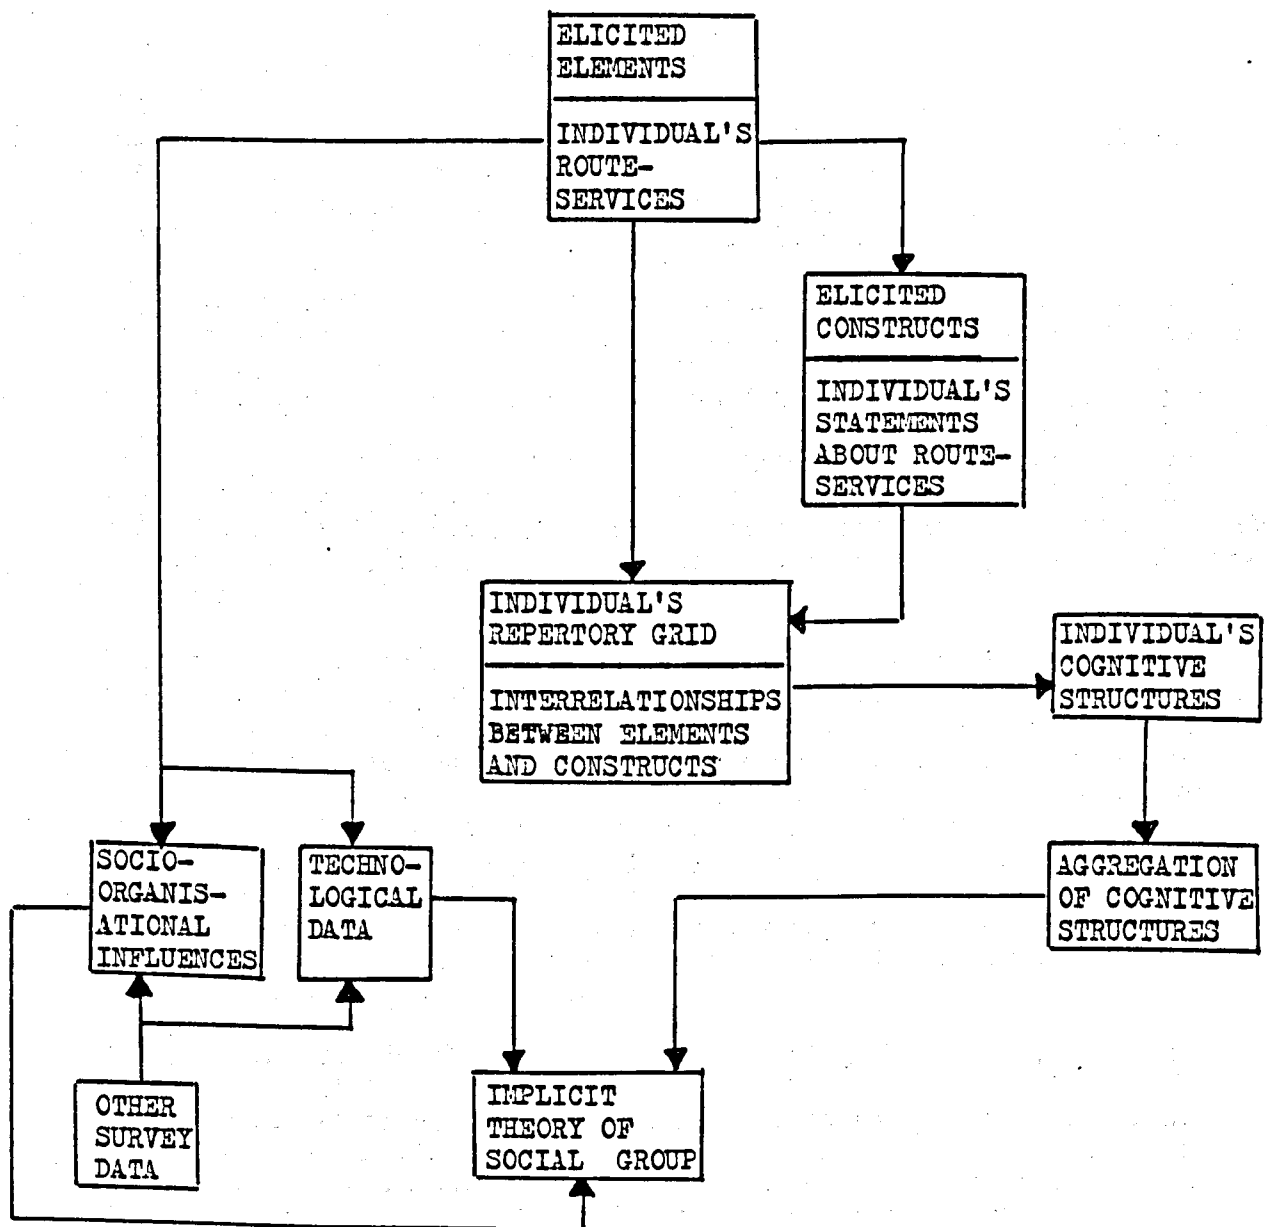 ELICITED
ELEMENTS
INDIVIDUAL'S
ROUTE-
SERVICES
ELICITED
CONSTRUCTS
INDIVIDUAL'S
STATEMENTS
ABOUT ROUTE-
SERVICES
INDIVIDUAL'S
REPERTORY GRID
INTERRELATIONSHIPS
BETWEEN ELEMENTS
AND CONSTRUCTS
INDIVIDUAL'S
COGNITIVE
STRUCTURES
SOCIO-
ORGANIS-
ATIONAL
INFLUENCES
TECHNO-
LOGICAL
DATA
AGGREGATION
OF COGNITIVE
STRUCTURES
OTHER
SURVEY
DATA
IMPLICIT
THEORY OF
SOCIAL GROUP